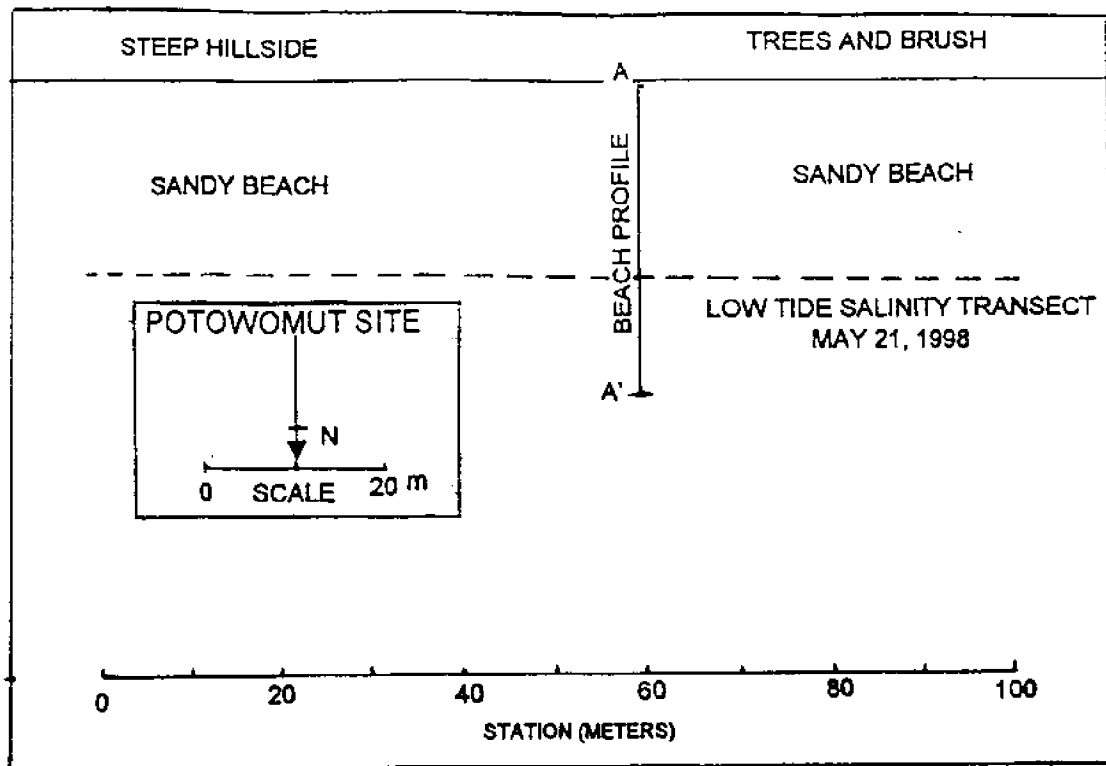 STEEP HILLSIDE
TREES AND BRUSH
A
SANDY BEACH
SANDY BEACH
BEACH PROFILE
LOW TIDE SALINITY TRANSECT
MAY 21, 1998
A'
POTOWOMUT SITE
N
0 SCALE 20 m
0 20 40 60 80 100
STATION (METERS)